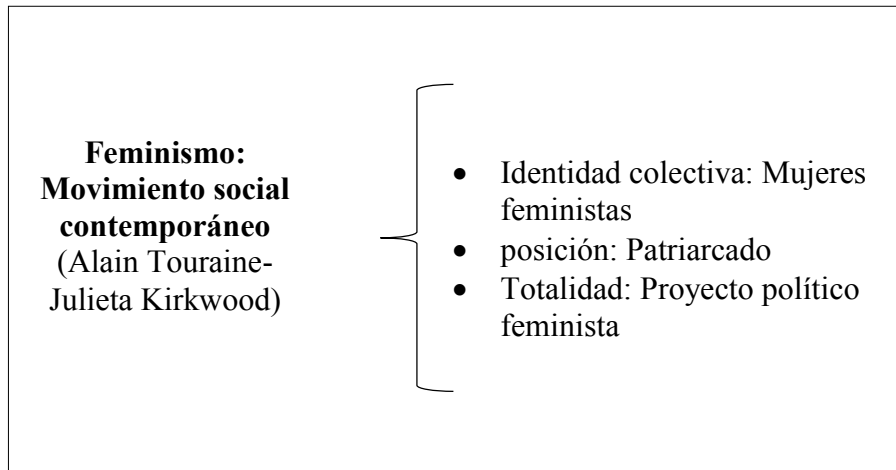 Feminismo:
Movimiento social
contemporáneo
(Alain Touraine-
Julieta Kirkwood)
• Identidad colectiva: Mujeres
feministas
• posición: Patriarcado
• Totalidad: Proyecto político
feminista